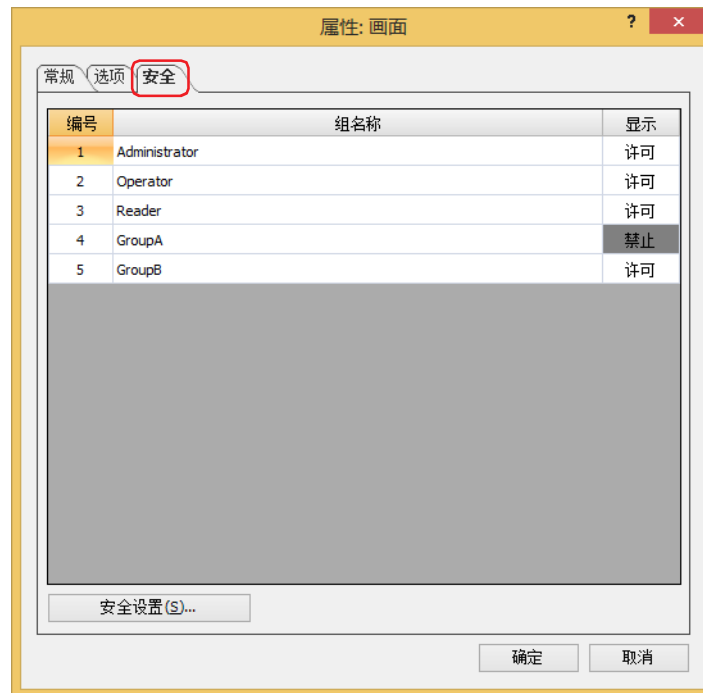 属性: 画面
? ×
常规 选项 安全
编号 组名称 显示
1 Administrator 许可
2 Operator 许可
3 Reader 许可
4 GroupA 禁止
5 GroupB 许可
安全设置(S)...
确定 取消